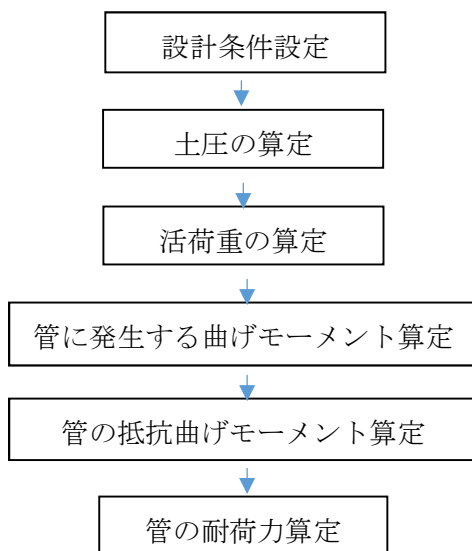 設計条件設定
土圧の算定
活荷重の算定
管に発生する曲げモーメント算定
管の抵抗曲げモーメント算定
管の耐荷力算定